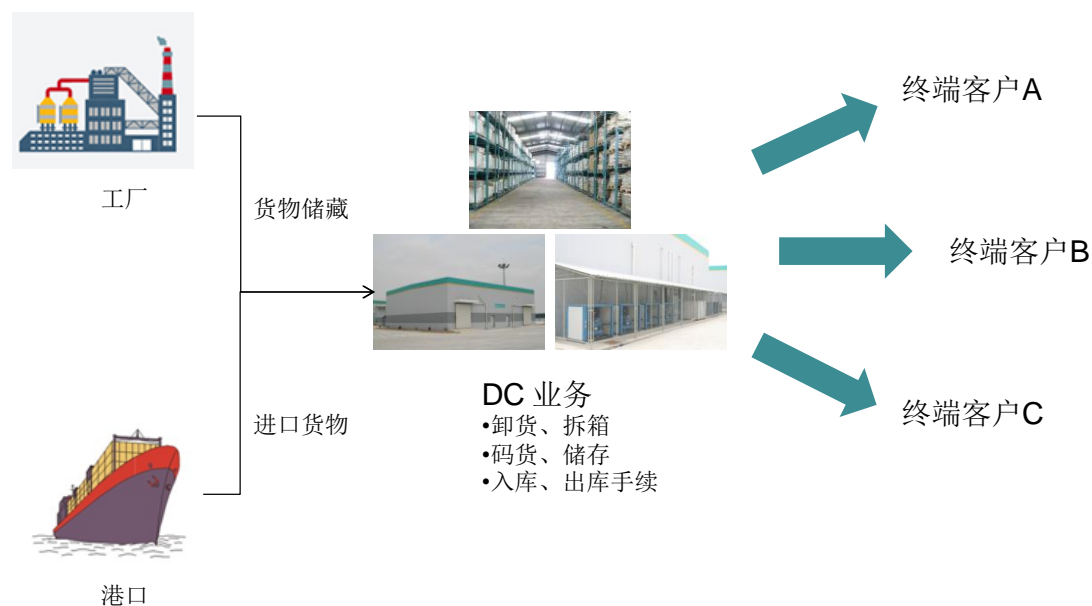 工厂
货物储藏
进口货物
港口
DC 业务
•卸货、拆箱
•码货、储存
•入库、出库手续
终端客户A
终端客户B
终端客户C